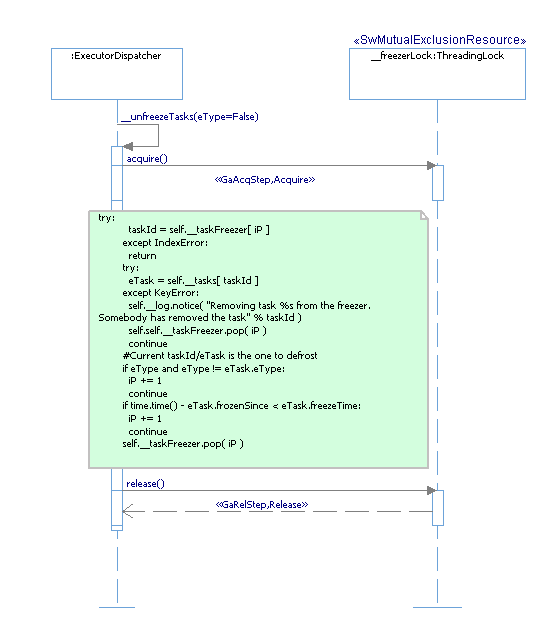 «SwMutualExclusionResource»
:ExecutorDispatcher
__freezerLock:ThreadingLock
__unfreezeTasks(eType=False)
acquire()
«GaAcqStep,Acquire»
try:
taskId = self.__taskFreezer[ iP ]
except IndexError:
return
try:
eTask = self.__tasks[ taskId ]
except KeyError:
self.__log.notice( "Removing task %s from the freezer.
Somebody has removed the task" % taskId )
self.self.__taskFreezer.pop( iP )
continue
#Current taskId/eTask is the one to defrost
if eType and eType != eTask.eType:
iP += 1
continue
if time.time() - eTask.frozenSince < eTask.freezeTime:
iP += 1
continue
self.__taskFreezer.pop( iP )
release()
«GaRelStep,Release»